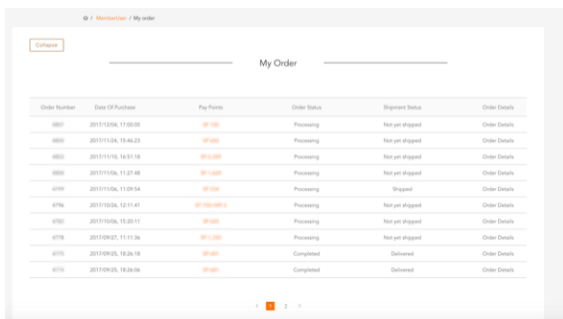 / MemberUser / My order
Collapse
My Order
Order Number Date Of Purchase Pay Points Order Status Shipment Status Order Details
2017/12/04, 17:00:05 Processing Not yet shipped Order Details
2017/11/24, 15:46:23 Processing Not yet shipped Order Details
2017/11/10, 16:51:18 Processing Not yet shipped Order Details
2017/11/06, 11:27:48 Processing Not yet shipped Order Details
2017/11/06, 11:09:54 Processing Shipped Order Details
2017/10/26, 12:11:41 Processing Not yet shipped Order Details
2017/10/06, 15:20:11 Processing Not yet shipped Order Details
2017/09/27, 11:11:36 Processing Not yet shipped Order Details
2017/09/25, 18:26:18 Completed Delivered Order Details
2017/09/25, 18:26:06 Completed Delivered Order Details
< 1 2 >